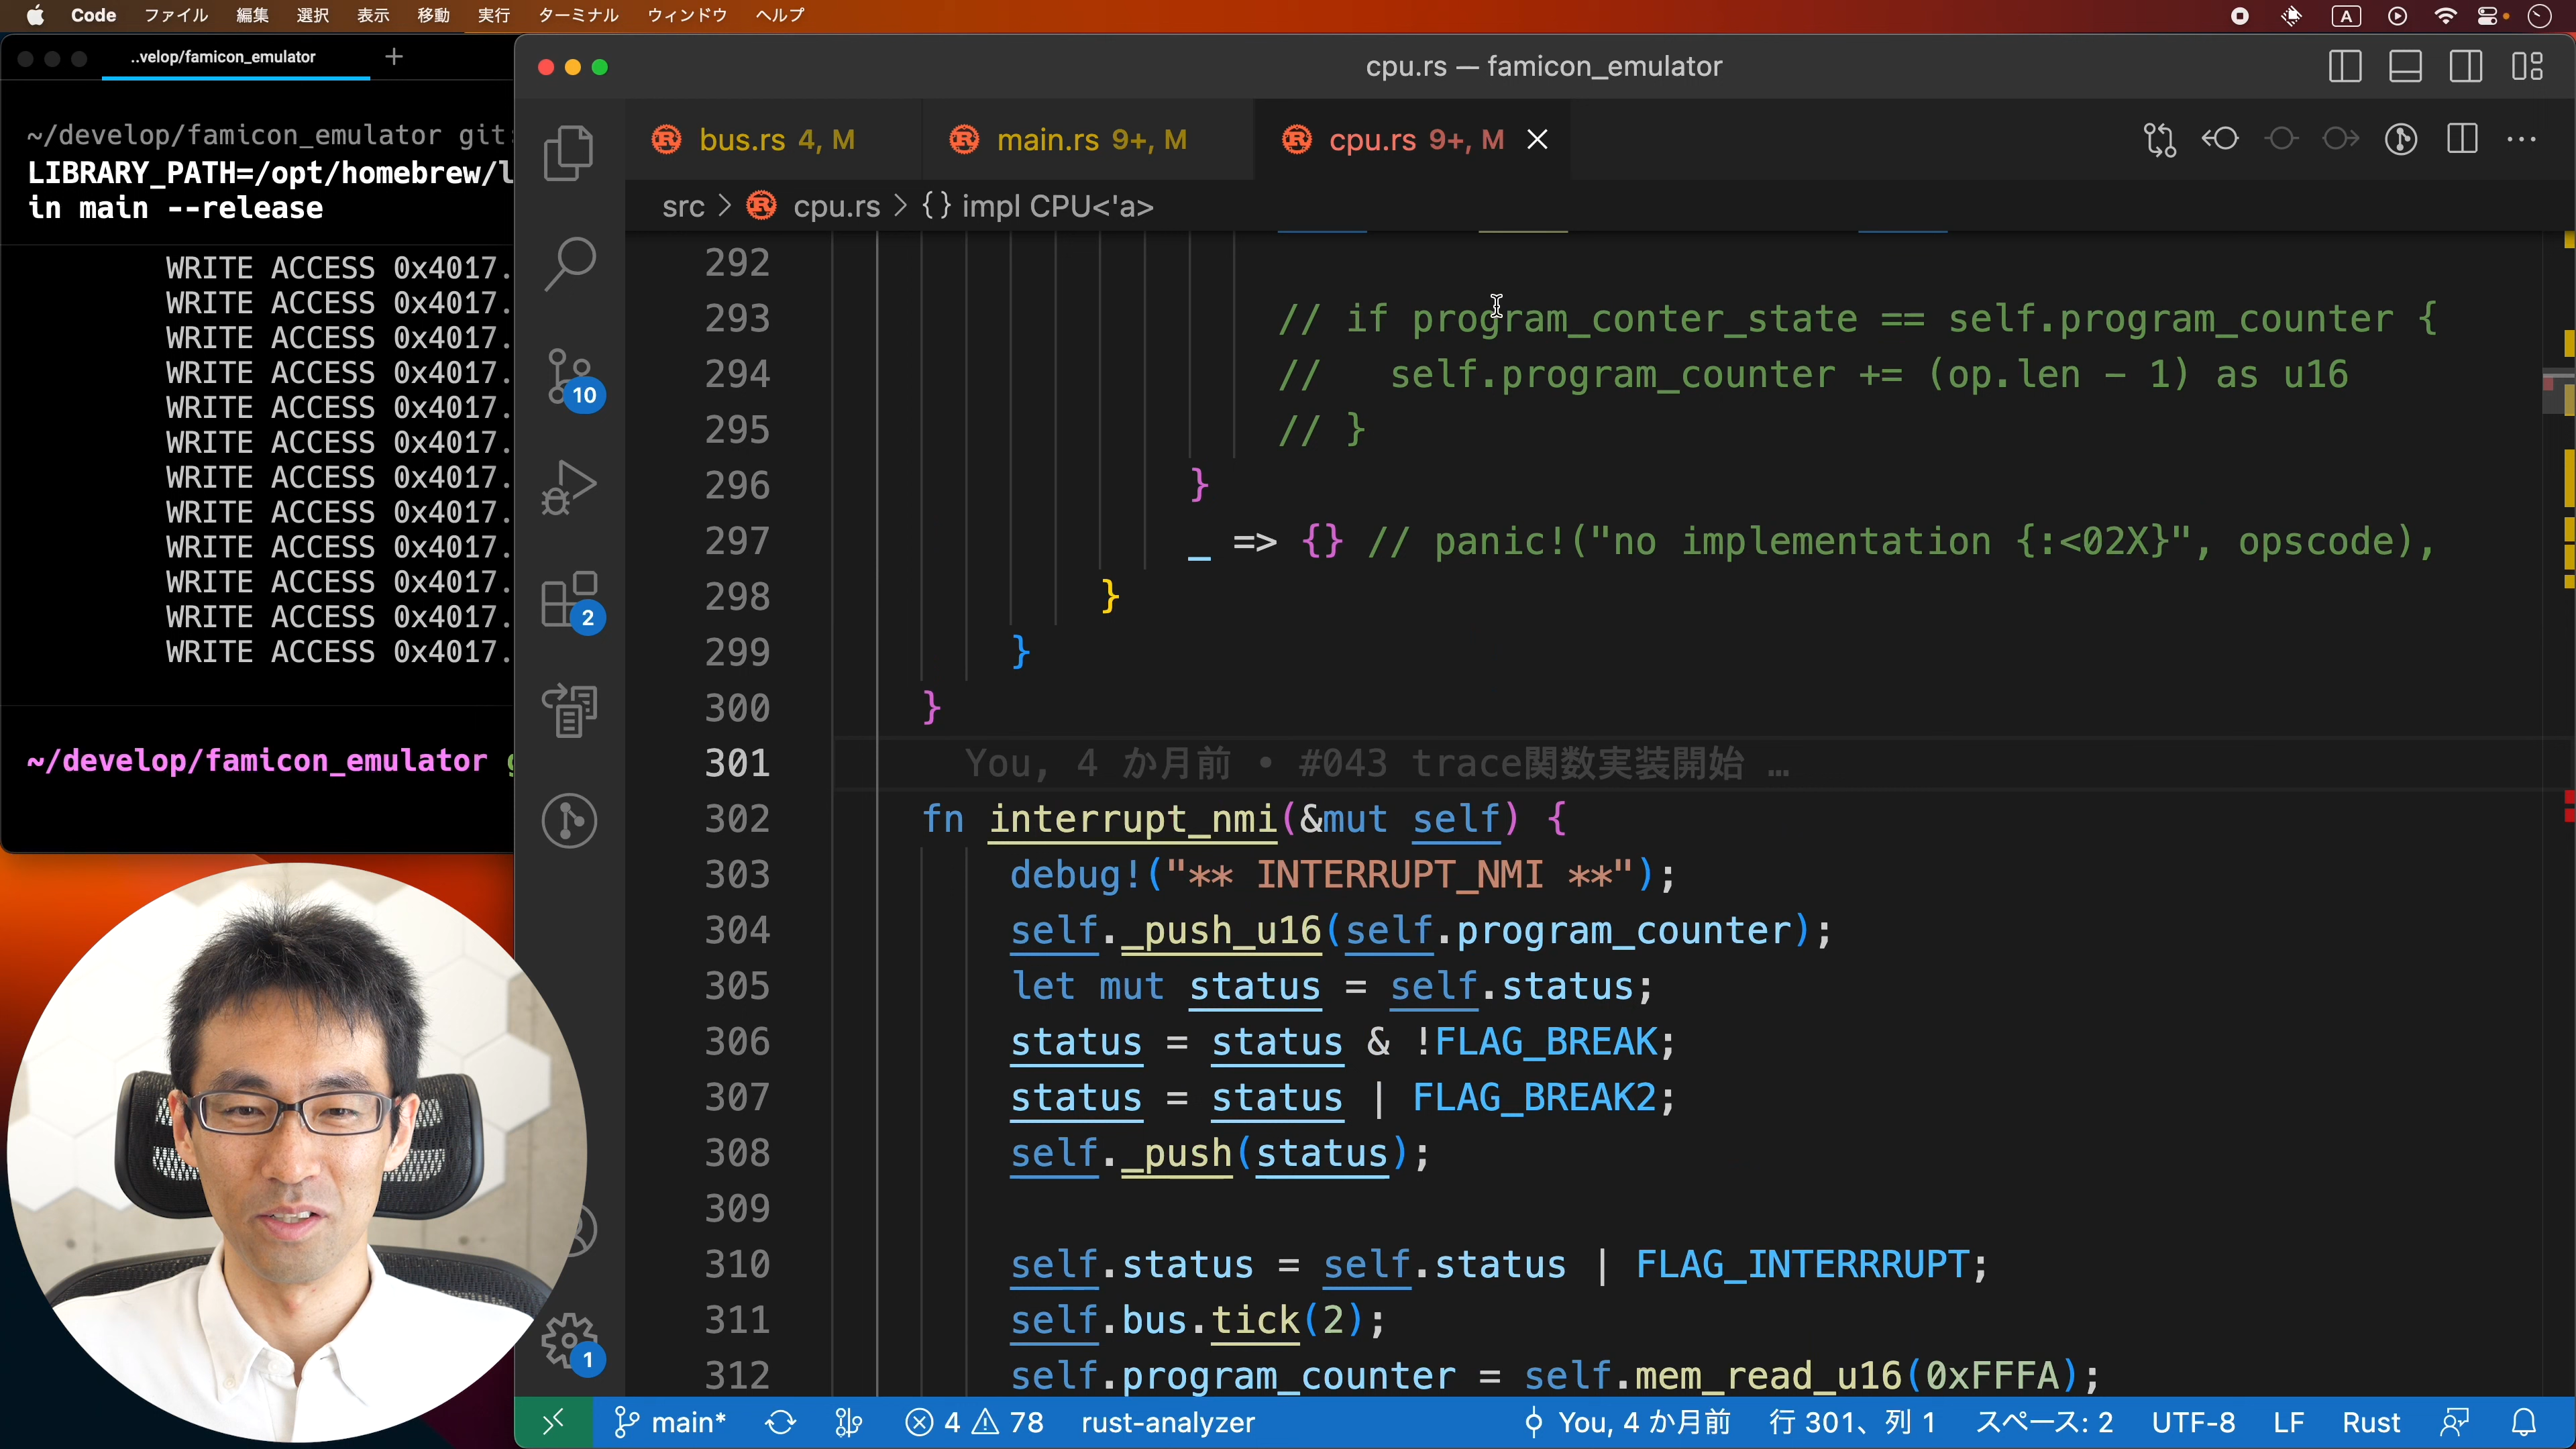 Code ファイル 編集 選択 表示 移動 実行 ターミナル ウィンドウ ヘルプ A
..velop/famicon_emulator
~/develop/famicon_emulator git:
LIBRARY_PATH=/opt/homebrew/l
in main --release
WRITE ACCESS 0x4017.
WRITE ACCESS 0x4017.
WRITE ACCESS 0x4017.
WRITE ACCESS 0x4017.
WRITE ACCESS 0x4017.
WRITE ACCESS 0x4017.
WRITE ACCESS 0x4017.
WRITE ACCESS 0x4017.
WRITE ACCESS 0x4017.
WRITE ACCESS 0x4017.
WRITE ACCESS 0x4017.
WRITE ACCESS 0x4017.
~/develop/famicon_emulator g
cpu.rs — famicon_emulator
10
2
1
bus.rs 4, M main.rs 9+, M cpu.rs 9+, M
src > cpu.rs > {} impl CPU<'a>
292
293 // if program_conter_state == self.program_counter {
294 //   self.program_counter += (op.len - 1) as u16
295 // }
296 }
297 _ => {} // panic!("no implementation {:<02X}", opscode),
298 }
299 }
300 }
301 You, 4 か月前 • #043 trace関数実装開始 …
302 fn interrupt_nmi(&mut self) {
303 debug!("** INTERRUPT_NMI **");
304 self._push_u16(self.program_counter);
305 let mut status = self.status;
306 status = status & !FLAG_BREAK;
307 status = status | FLAG_BREAK2;
308 self._push(status);
309
310 self.status = self.status | FLAG_INTERRRUPT;
311 self.bus.tick(2);
312 self.program_counter = self.mem_read_u16(0xFFFA);
main* 4 78 rust-analyzer You, 4 か月前 行 301、列 1 スペース: 2 UTF-8 LF Rust